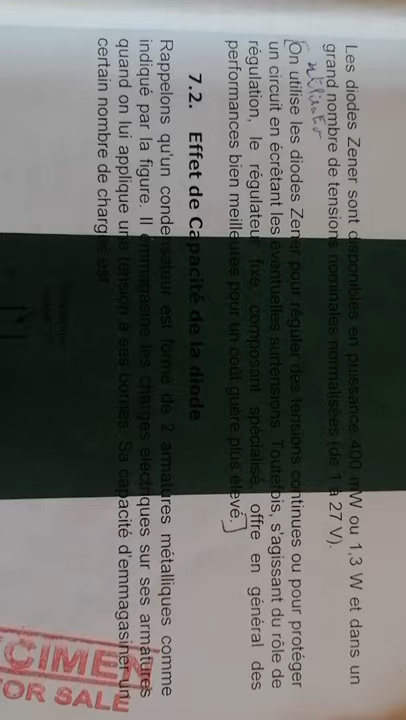 Les diodes Zener sont disponibles en puissance 400 mW ou 1,3 W et dans un
grand nombre de tensions nominales normalisées (de 1 à 27 V).
[On utilise les diodes Zener pour réguler des tensions continues ou pour protéger
un circuit en écrêtant les éventuelles surtensions. Toutefois, s'agissant du rôle de
régulation, le régulateur fixe, composant spécialisé, offre en général des
performances bien meilleures pour un coût guère plus élevé.]
7.2. Effet de Capacité de la diode
Rappelons qu'un condensateur est formé de 2 armatures métalliques comme
indiqué par la figure. Il emmagasine les charges électriques sur ses armatures
quand on lui applique une tension à ses bornes. Sa capacité d'emmagasiner un
certain nombre de charges est
CIMEN
OR SALE